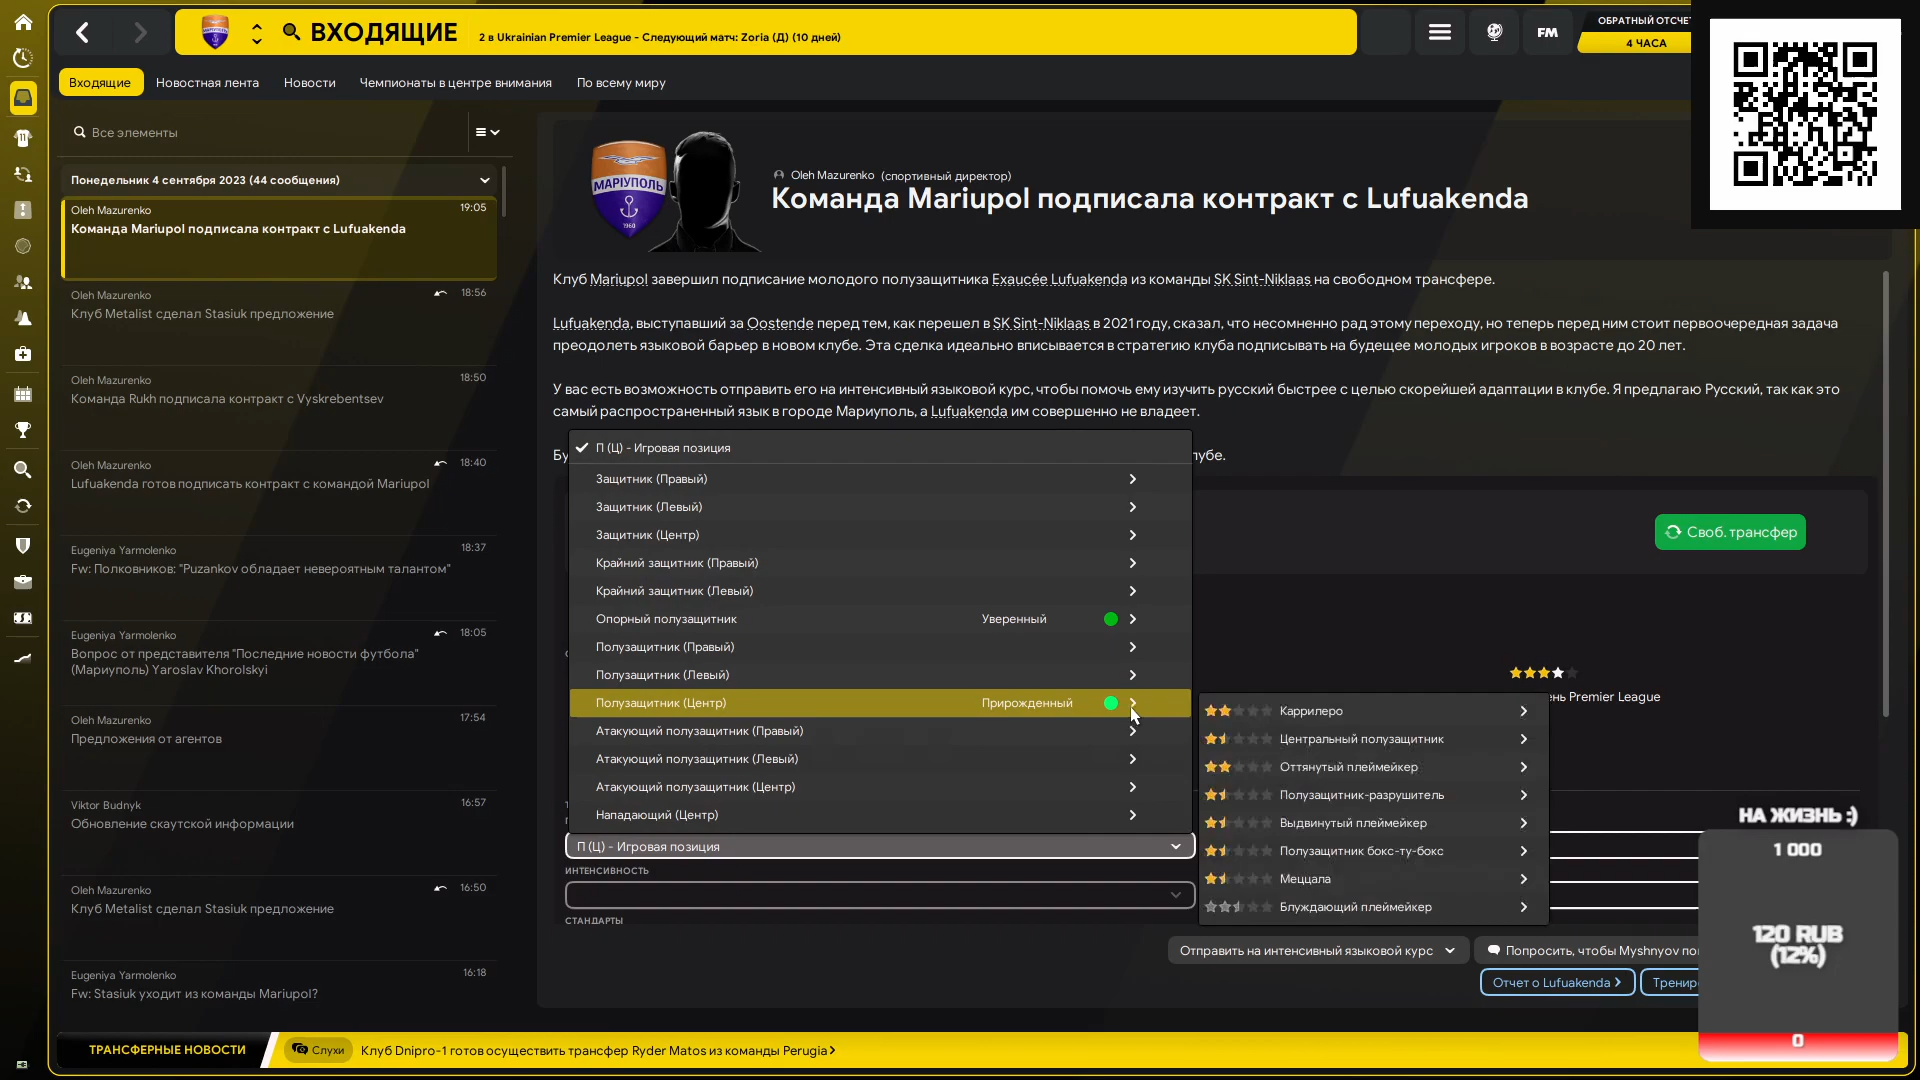 ВХОДЯЩИЕ
2 в Ukrainian Premier League - Следующий матч: Zoria (Д) (10 дней)
FM
ОБРАТНЫЙ ОТСЧЕТ
4 ЧАСА
Входящие
Новостная лента
Новости
Чемпионаты в центре внимания
По всему миру
Все элементы
Понедельник 4 сентября 2023 (44 сообщения)
Oleh Mazurenko
19:05
Команда Mariupol подписала контракт с Lufuakenda
Oleh Mazurenko
18:56
Клуб Metalist сделал Stasiuk предложение
Oleh Mazurenko
18:50
Команда Rukh подписала контракт с Vyskrebentsev
Oleh Mazurenko
18:40
Lufuakenda готов подписать контракт с командой Mariupol
Eugeniya Yarmolenko
18:37
Fw: Полковников: "Puzankov обладает невероятным талантом"
Eugeniya Yarmolenko
18:05
Вопрос от представителя "Последние новости футбола"
(Мариуполь) Yaroslav Khorolskyi
Oleh Mazurenko
17:54
Предложения от агентов
Viktor Budnyk
16:57
Обновление скаутской информации
Oleh Mazurenko
16:50
Клуб Metalist сделал Stasiuk предложение
Eugeniya Yarmolenko
16:18
Fw: Stasiuk уходит из команды Mariupol?
МАРІУПОЛЬ
1960
Oleh Mazurenko (спортивный директор)
Команда Mariupol подписала контракт с Lufuakenda
Клуб Mariupol завершил подписание молодого полузащитника Exaucée Lufuakenda из команды SK Sint-Niklaas на свободном трансфере.
Lufuakenda, выступавший за Oostende перед тем, как перешел в SK Sint-Niklaas в 2021 году, сказал, что несомненно рад этому переходу, но теперь перед ним стоит первоочередная задача
преодолеть языковой барьер в новом клубе. Эта сделка идеально вписывается в стратегию клуба подписывать на будущее молодых игроков в возрасте до 20 лет.
У вас есть возможность отправить его на интенсивный языковой курс, чтобы помочь ему изучить русский быстрее с целью скорейшей адаптации в клубе. Я предлагаю Русский, так как это
самый распространенный язык в городе Мариуполь, а Lufuakenda им совершенно не владеет.
Бу
лубе.
П (Ц) - Игровая позиция
Защитник (Правый)
Защитник (Левый)
Защитник (Центр)
Крайний защитник (Правый)
Крайний защитник (Левый)
Опорный полузащитник
Уверенный
Полузащитник (Правый)
Полузащитник (Левый)
Полузащитник (Центр)
Прирожденный
Атакующий полузащитник (Правый)
Атакующий полузащитник (Левый)
Атакующий полузащитник (Центр)
Нападающий (Центр)
Своб. трансфер
ень Premier League
Каррилеро
Центральный полузащитник
Оттянутый плеймейкер
Полузащитник-разрушитель
Выдвинутый плеймейкер
Полузащитник бокс-ту-бокс
Меццала
Блуждающий плеймейкер
П (Ц) - Игровая позиция
ИНТЕНСИВНОСТЬ
СТАНДАРТЫ
Отправить на интенсивный языковой курс
Попросить, чтобы Myshnyov по
Отчет о Lufuakenda
Тренир
НА ЖИЗНЬ :)
1 000
120 RUB
(12%)
0
ТРАНСФЕРНЫЕ НОВОСТИ
Слухи
Клуб Dnipro-1 готов осуществить трансфер Ryder Matos из команды Perugia